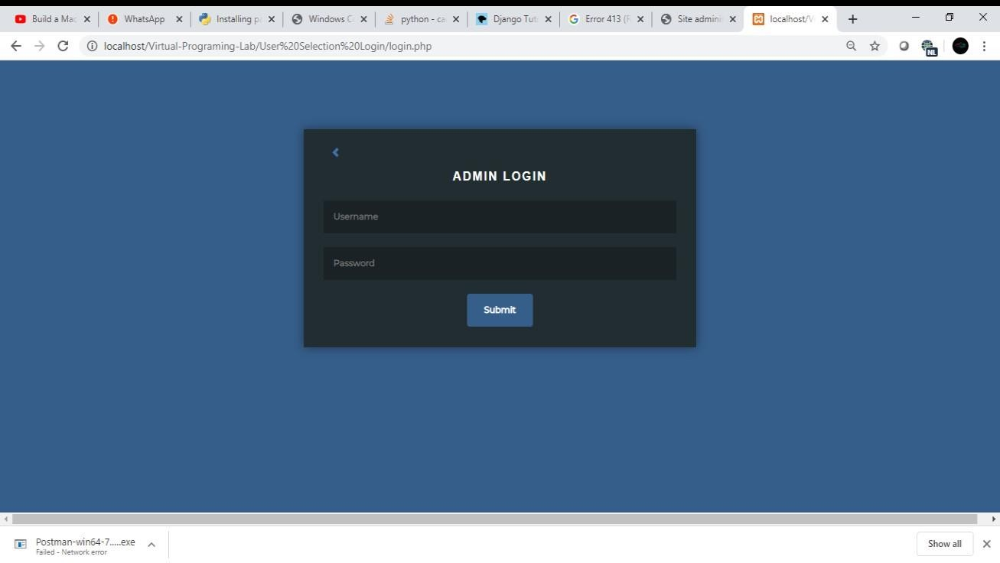 Build a Mac
WhatsApp
Installing pa
Windows C
python - ca
Django Tut
Error 413 (R
Site admini
localhost/V
localhost/Virtual-Programing-Lab/User%20Selection%20Login/login.php
NL
ADMIN LOGIN
Username
Password
Submit
Postman-win64-7.....exe
Failed - Network error
Show all